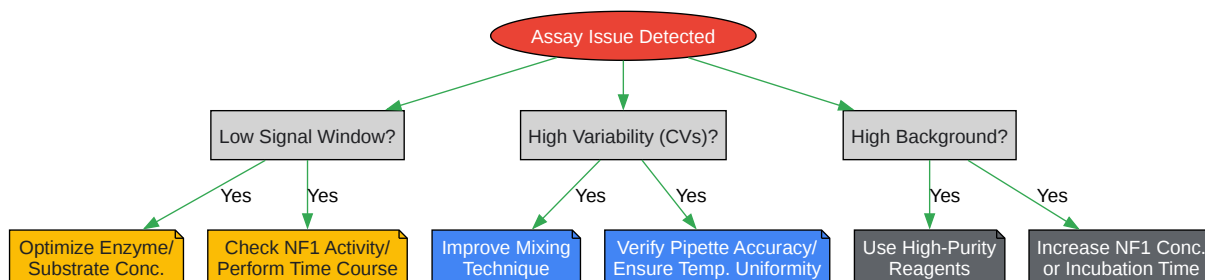 Assay Issue Detected
Low Signal Window?
High Variability (CVs)?
High Background?
Yes
Yes
Yes
Yes
Yes
Yes
Optimize Enzyme/
Substrate Conc.
Check NF1 Activity/
Perform Time Course
Improve Mixing
Technique
Verify Pipette Accuracy/
Ensure Temp. Uniformity
Use High-Purity
Reagents
Increase NF1 Conc.
or Incubation Time